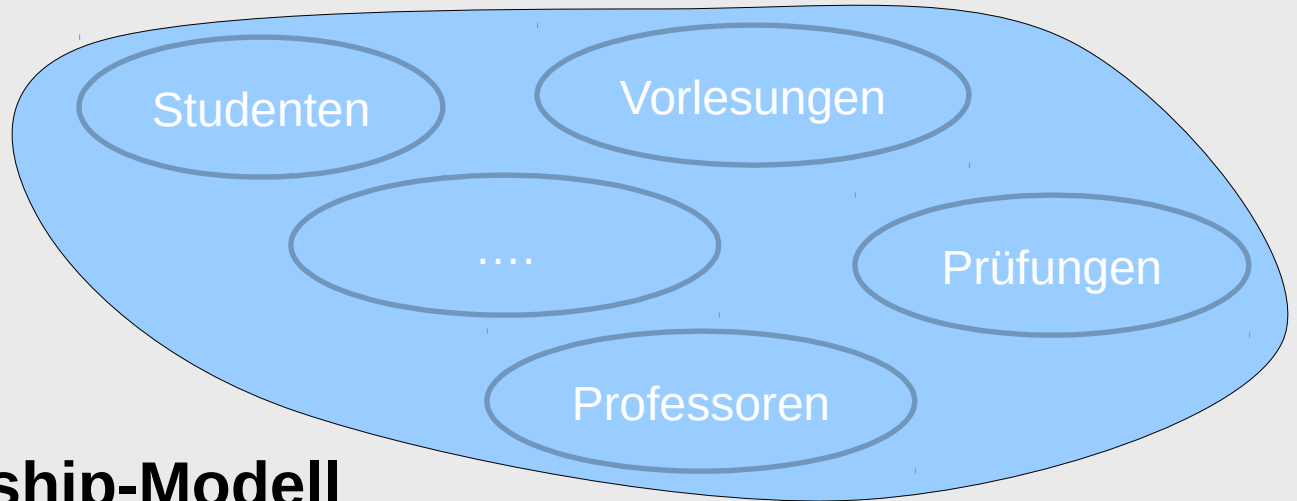 Studenten
Vorlesungen
....
Prüfungen
Professoren
ship-Modell